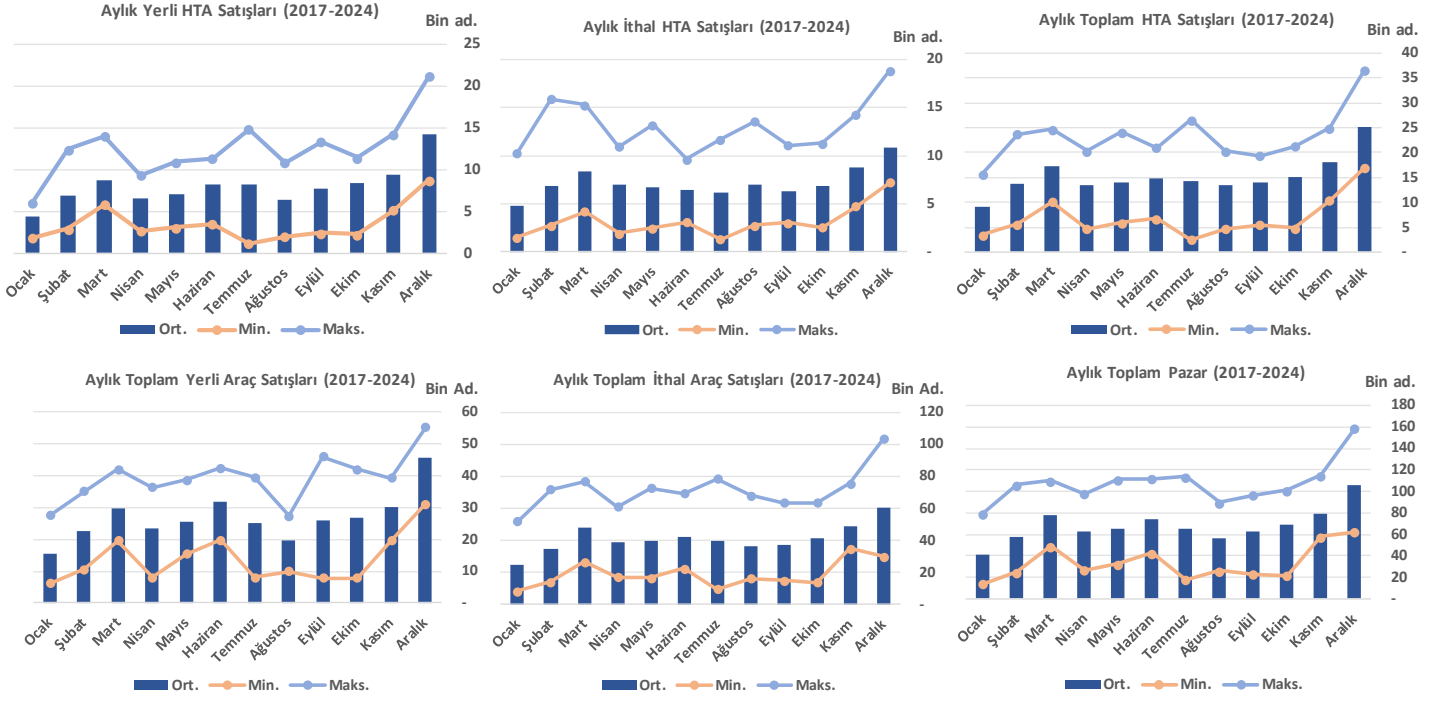 Aylık Yerli HTA Satışları (2017-2024)
Bin ad.
25
20
15
10
5
0
Ocak
Şubat
Mart
Nisan
Mayıs
Haziran
Temmuz
Ağustos
Eylül
Ekim
Kasım
Aralık
Ort. Min. Maks.
Aylık İthal HTA Satışları (2017-2024)
Bin ad.
20
15
10
5
-
Ocak
Şubat
Mart
Nisan
Mayıs
Haziran
Temmuz
Ağustos
Eylül
Ekim
Kasım
Aralık
Ort. Min. Maks.
Aylık Toplam HTA Satışları (2017-2024)
Bin ad.
40
35
30
25
20
15
10
5
-
Ocak
Şubat
Mart
Nisan
Mayıs
Haziran
Temmuz
Ağustos
Eylül
Ekim
Kasım
Aralık
Ort. Min. Maks.
Aylık Toplam Yerli Araç Satışları (2017-2024)
Bin Ad.
60
50
40
30
20
10
-
Ocak
Şubat
Mart
Nisan
Mayıs
Haziran
Temmuz
Ağustos
Eylül
Ekim
Kasım
Aralık
Ort. Min. Maks.
Aylık Toplam İthal Araç Satışları (2017-2024)
Bin Ad.
120
100
80
60
40
20
-
Ocak
Şubat
Mart
Nisan
Mayıs
Haziran
Temmuz
Ağustos
Eylül
Ekim
Kasım
Aralık
Ort. Min. Maks.
Aylık Toplam Pazar (2017-2024)
Bin ad.
180
160
140
120
100
80
60
40
20
-
Ocak
Şubat
Mart
Nisan
Mayıs
Haziran
Temmuz
Ağustos
Eylül
Ekim
Kasım
Aralık
Ort. Min. Maks.